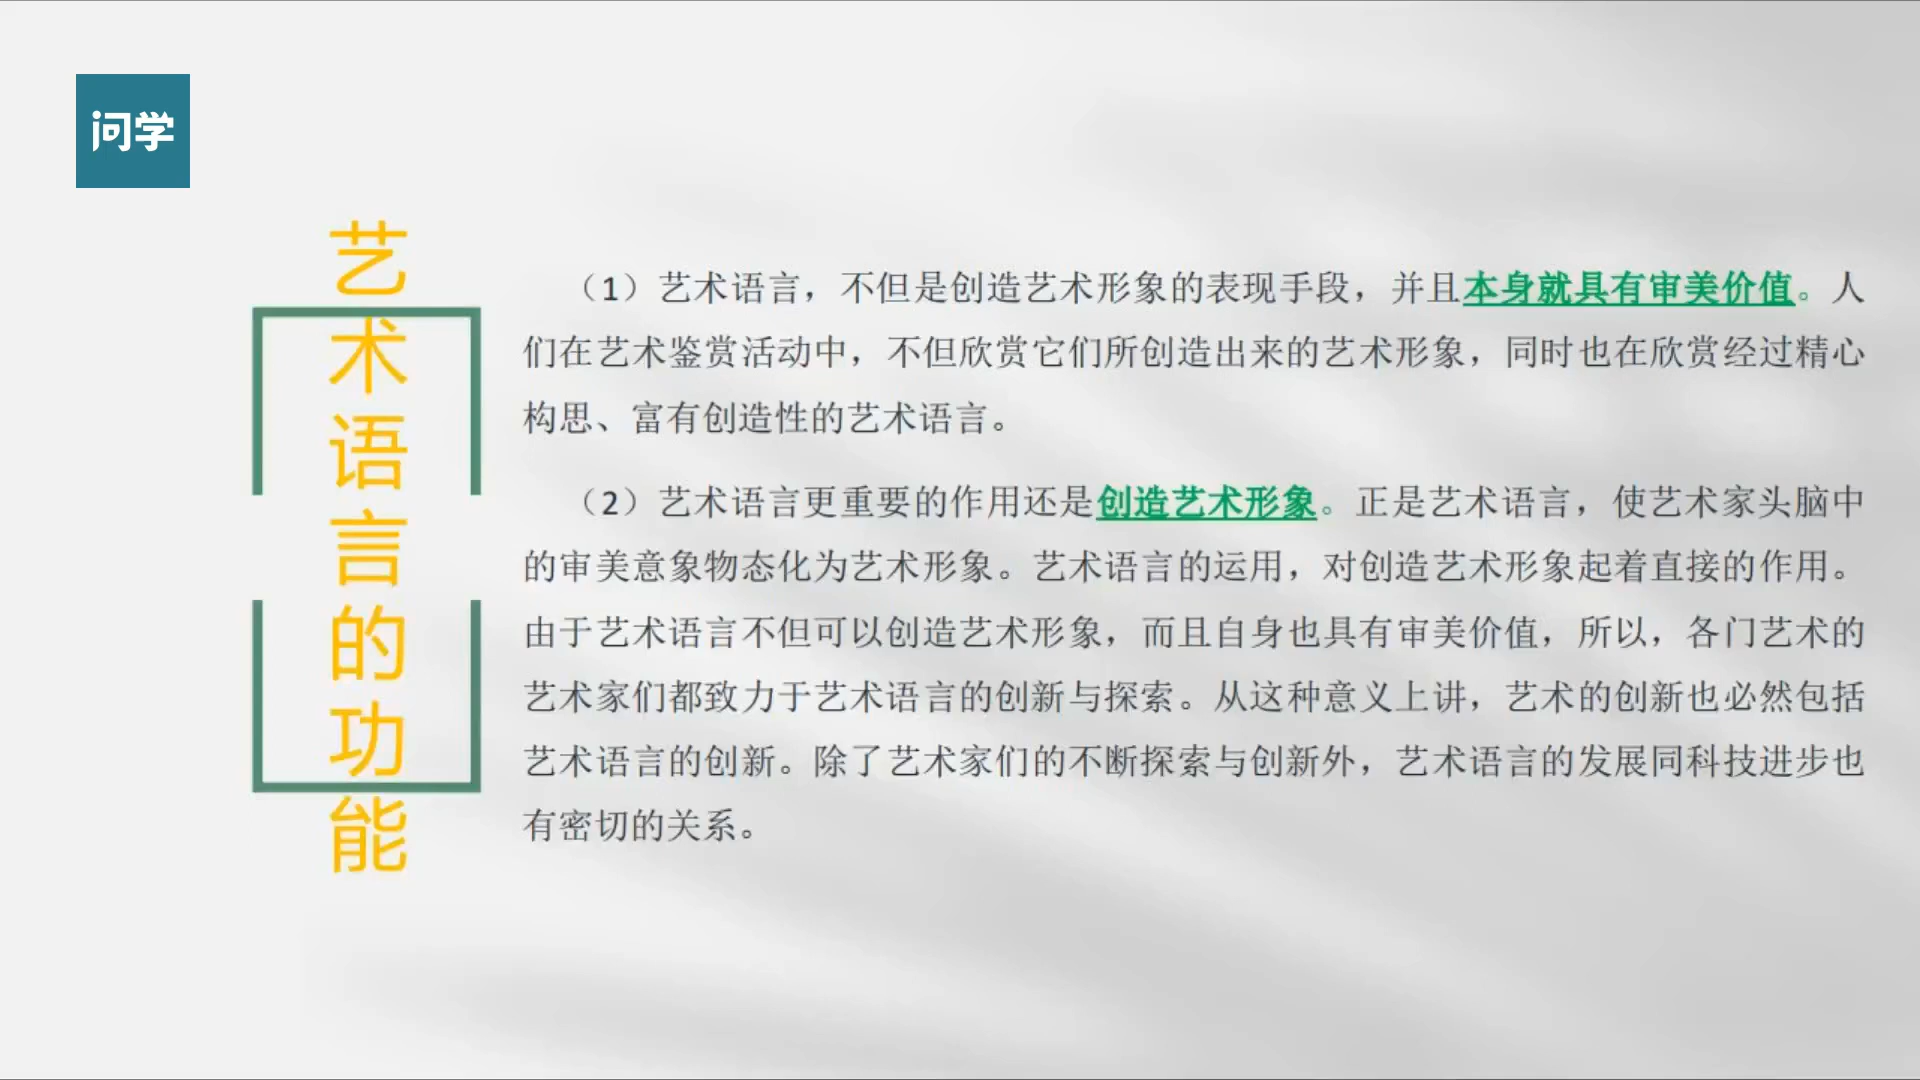 问学
艺术语言的功能
（1）艺术语言，不但是创造艺术形象的表现手段，并且本身就具有审美价值。人
们在艺术鉴赏活动中，不但欣赏它们所创造出来的艺术形象，同时也在欣赏经过精心
构思、富有创造性的艺术语言。
（2）艺术语言更重要的作用还是创造艺术形象。正是艺术语言，使艺术家头脑中
的审美意象物态化为艺术形象。艺术语言的运用，对创造艺术形象起着直接的作用。
由于艺术语言不但可以创造艺术形象，而且自身也具有审美价值，所以，各门艺术的
艺术家们都致力于艺术语言的创新与探索。从这种意义上讲，艺术的创新也必然包括
艺术语言的创新。除了艺术家们的不断探索与创新外，艺术语言的发展同科技进步也
有密切的关系。